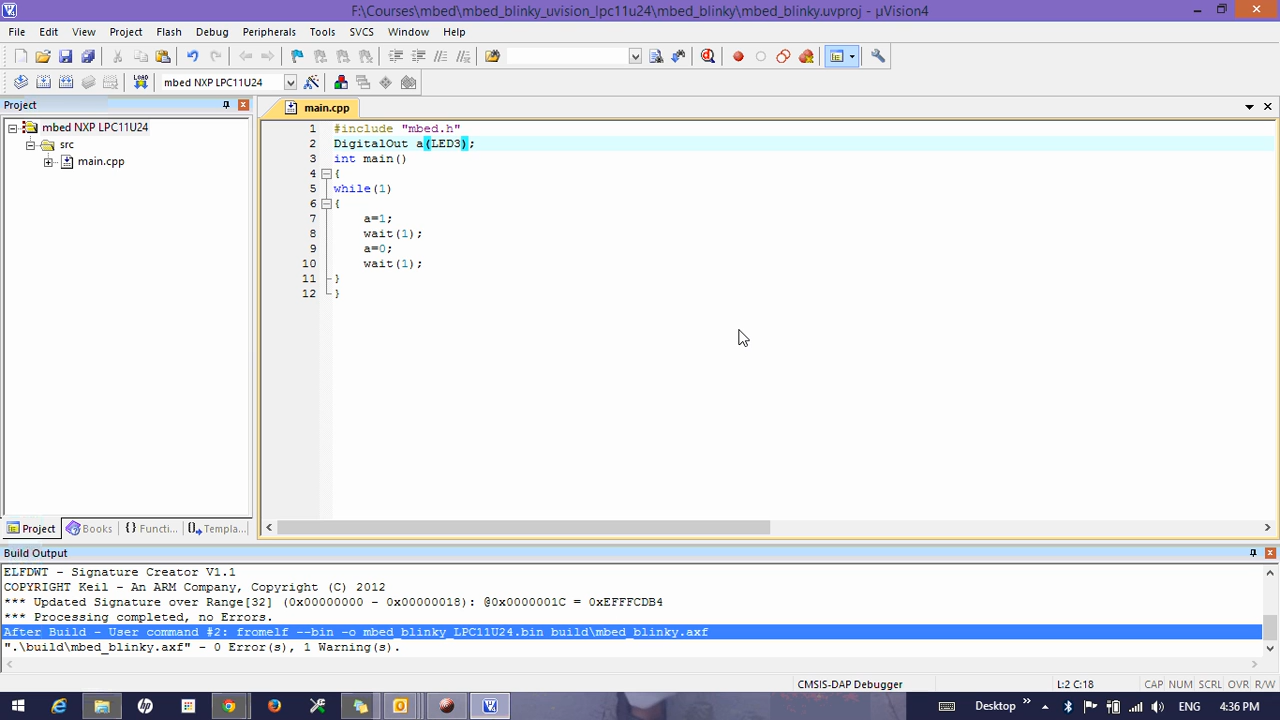 F:\Courses\mbed\mbed_blinky_uvision_lpc11u24\mbed_blinky\mbed_blinky.uvproj - µVision4
File Edit View Project Flash Debug Peripherals Tools SVCS Window Help
LOAD mbed NXP LPC11U24
Project
main.cpp
mbed NXP LPC11U24
src
main.cpp
1 #include "mbed.h"
2 DigitalOut a(LED3);
3 int main()
4 {
5 while(1)
6 {
7 a=1;
8 wait(1);
9 a=0;
10 wait(1);
11 }
12 }
Project Books {} Functi... Templa...
Build Output
ELFDWT - Signature Creator V1.1
COPYRIGHT Keil - An ARM Company, Copyright (C) 2012
*** Updated Signature over Range[32] (0x00000000 - 0x00000018): @0x0000001C = 0xEFFFCDB4
*** Processing completed, no Errors.
After Build - User command #2: fromelf --bin -o mbed_blinky_LPC11U24.bin build\mbed_blinky.axf
".\build\mbed_blinky.axf" - 0 Error(s), 1 Warning(s).
CMSIS-DAP Debugger L:2 C:18 CAP NUM SCRL OVR R/W
Desktop ENG 4:36 PM